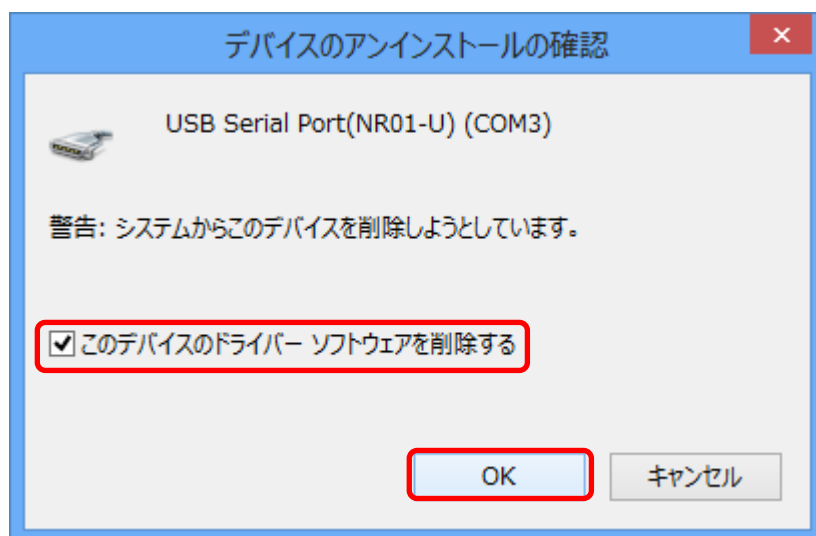 デバイスのアンインストールの確認
USB Serial Port(NR01-U) (COM3)
警告: システムからこのデバイスを削除しようとしています。
このデバイスのドライバー ソフトウェアを削除する
OK キャンセル